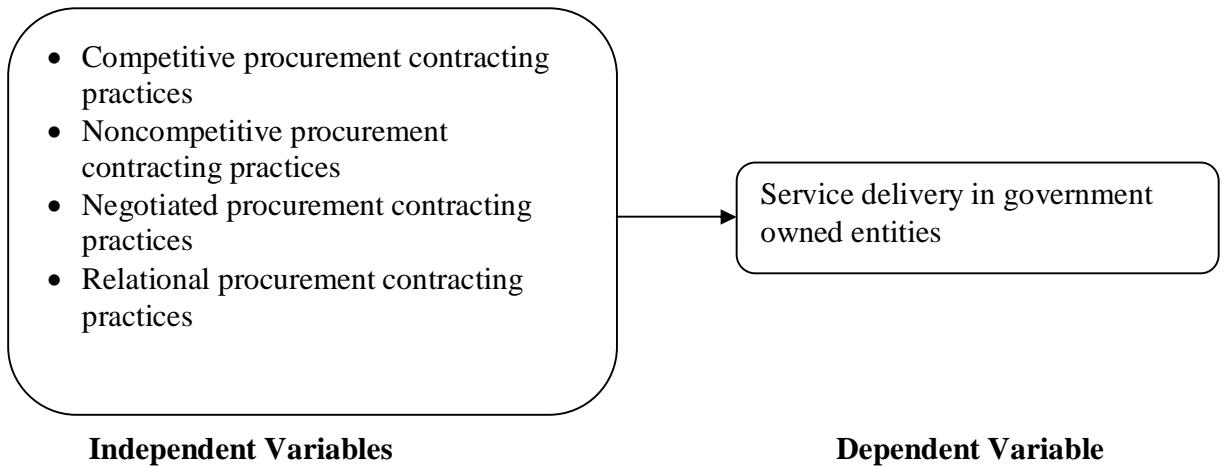 • Competitive procurement contracting
practices
• Noncompetitive procurement
contracting practices
• Negotiated procurement contracting
practices
• Relational procurement contracting
practices
Service delivery in government
owned entities
Independent Variables
Dependent Variable